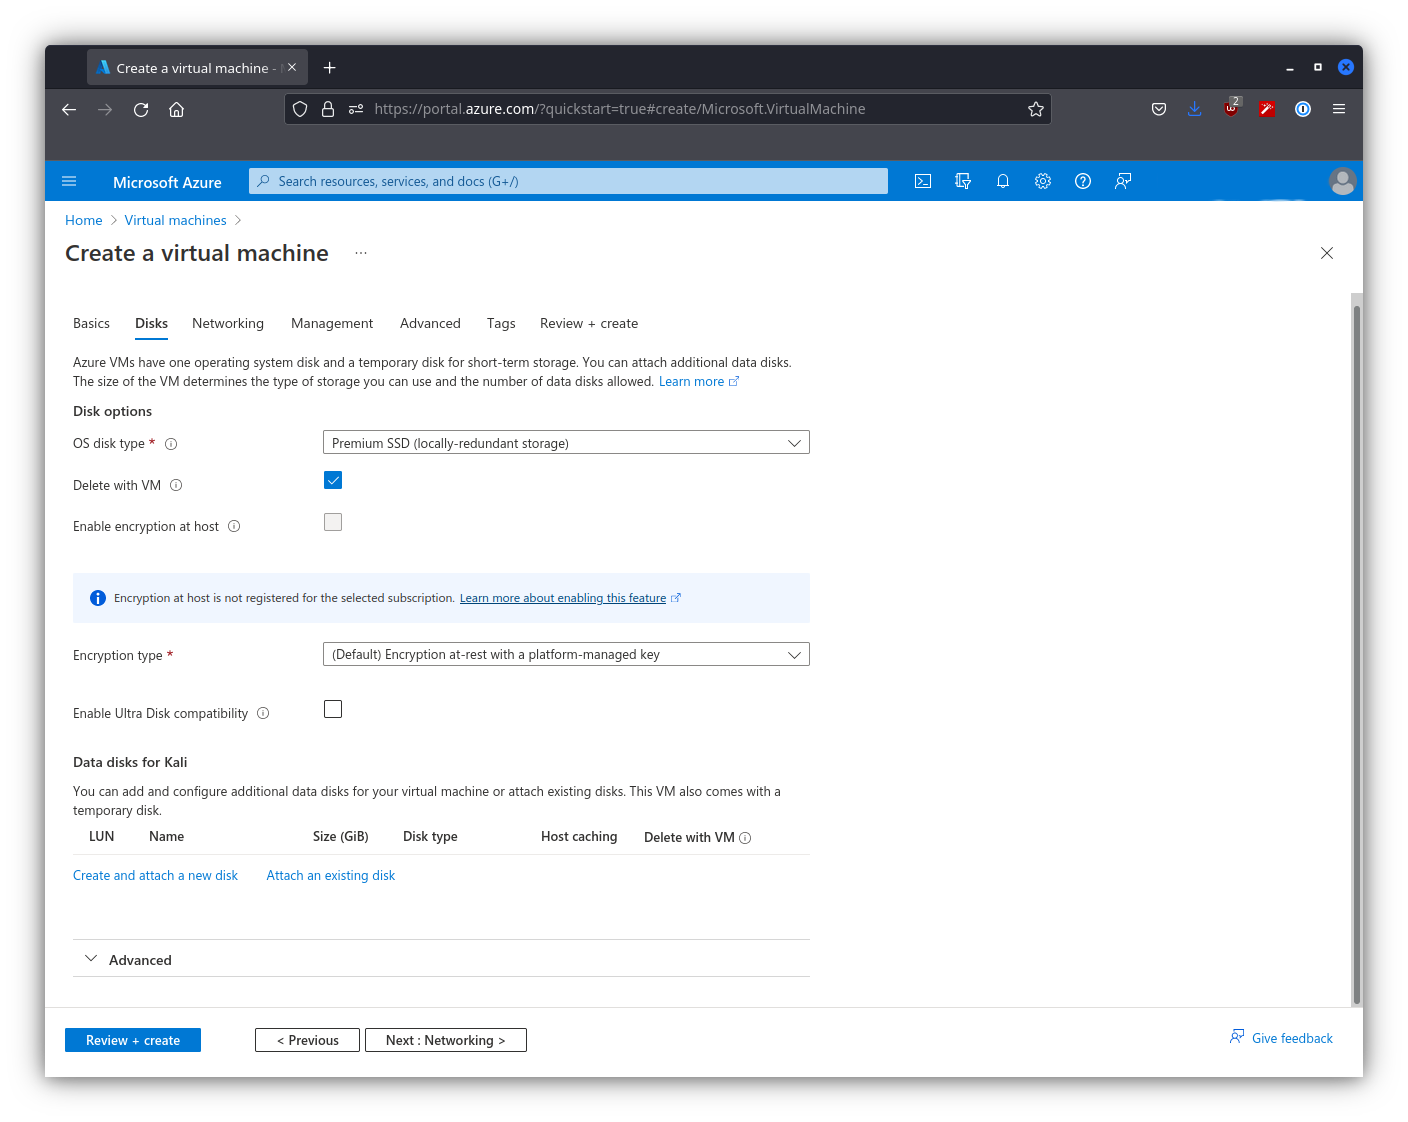 Create a virtual machine -
https://portal.azure.com/?quickstart=true#create/Microsoft.VirtualMachine
2
Microsoft Azure
Search resources, services, and docs (G+/)
Home > Virtual machines >
Create a virtual machine ...
Basics Disks Networking Management Advanced Tags Review + create
Azure VMs have one operating system disk and a temporary disk for short-term storage. You can attach additional data disks.
The size of the VM determines the type of storage you can use and the number of data disks allowed. Learn more
Disk options
OS disk type *
Premium SSD (locally-redundant storage)
Delete with VM
Enable encryption at host
Encryption at host is not registered for the selected subscription. Learn more about enabling this feature
Encryption type *
(Default) Encryption at-rest with a platform-managed key
Enable Ultra Disk compatibility
Data disks for Kali
You can add and configure additional data disks for your virtual machine or attach existing disks. This VM also comes with a
temporary disk.
LUN Name Size (GiB) Disk type Host caching Delete with VM
Create and attach a new disk Attach an existing disk
Advanced
Review + create < Previous Next : Networking > Give feedback